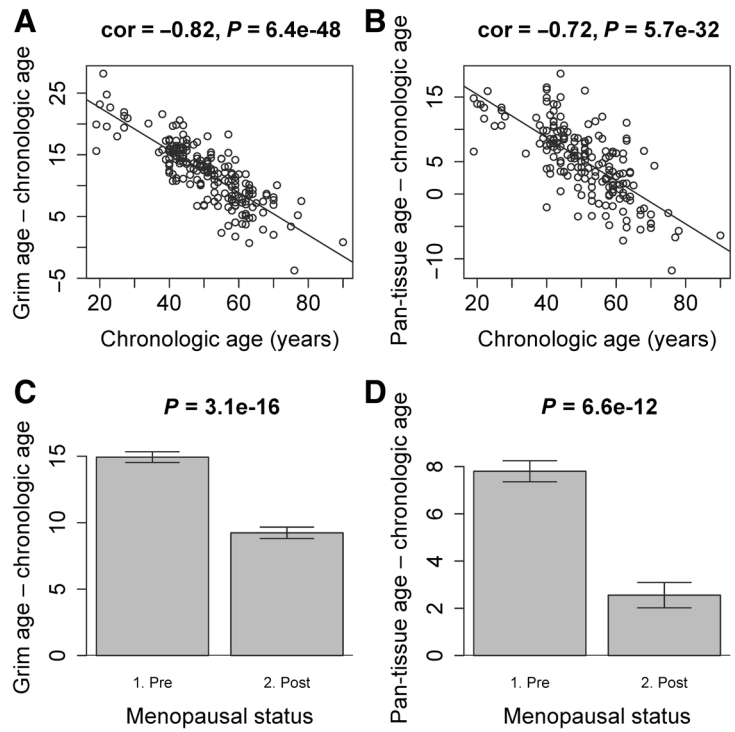 A
cor = –0.82, P = 6.4e-48
Grim age – chronologic age
25
15
5
–5
20 40 60 80
Chronologic age (years)
B
cor = –0.72, P = 5.7e-32
Pan-tissue age – chronologic age
15
5
0
–10
20 40 60 80
Chronologic age (years)
C
P = 3.1e-16
Grim age – chronologic age
15
10
5
0
1. Pre 2. Post
Menopausal status
D
P = 6.6e-12
Pan-tissue age – chronologic age
8
6
4
2
0
1. Pre 2. Post
Menopausal status